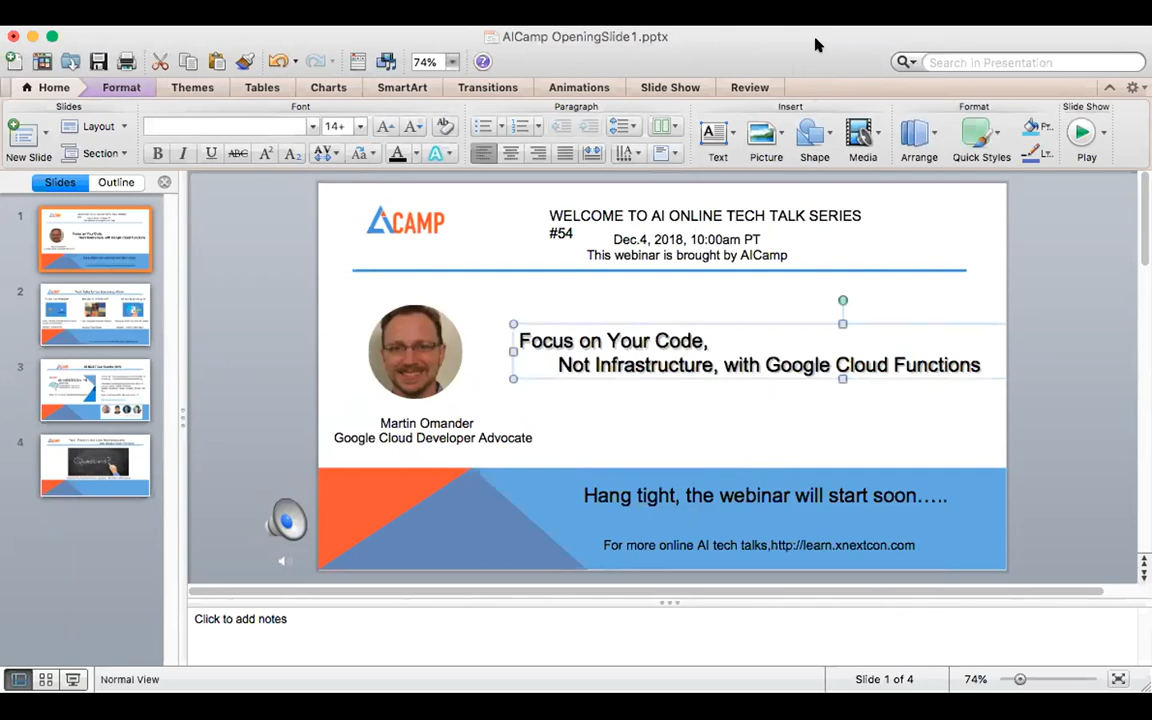 AICamp OpeningSlide1.pptx
74%
Search in Presentation
Home
Format
Themes
Tables
Charts
SmartArt
Transitions
Animations
Slide Show
Review
Slides
Font
Paragraph
Insert
Format
Slide Show
New Slide
Layout
Section
14+
Text
Picture
Shape
Media
Arrange
Quick Styles
Play
Slides
Outline
1
2
3
4
ACAMP
WELCOME TO AI ONLINE TECH TALK SERIES
#54
Dec.4, 2018, 10:00am PT
This webinar is brought by AICamp
Focus on Your Code,
Not Infrastructure, with Google Cloud Functions
Martin Omander
Google Cloud Developer Advocate
Hang tight, the webinar will start soon…..
For more online AI tech talks,http://learn.xnextcon.com
Click to add notes
Normal View
Slide 1 of 4
74%